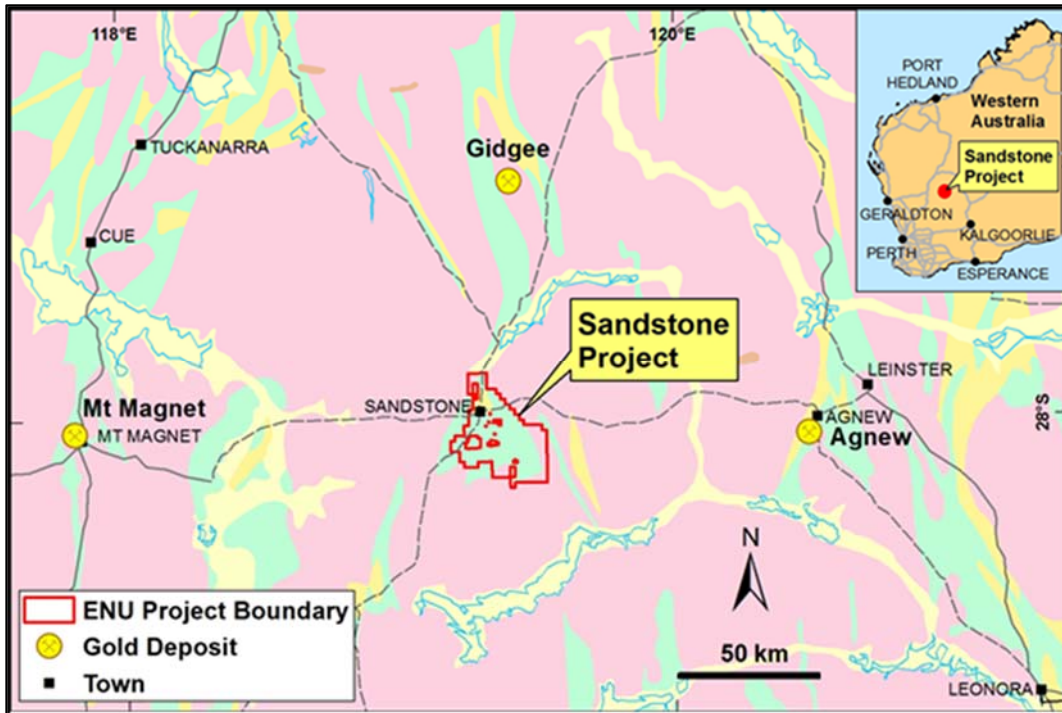 118°E
120°E
PORT
HEDLAND
Western
Australia
Sandstone
Project
GERALDTON
KALGOORLIE
PERTH
ESPERANCE
TUCKANARRA
Gidgee
CUE
Sandstone
Project
LEINSTER
SANDSTONE
28°S
Mt Magnet
MT MAGNET
AGNEW
Agnew
N
ENU Project Boundary
Gold Deposit
Town
50 km
LEONORA